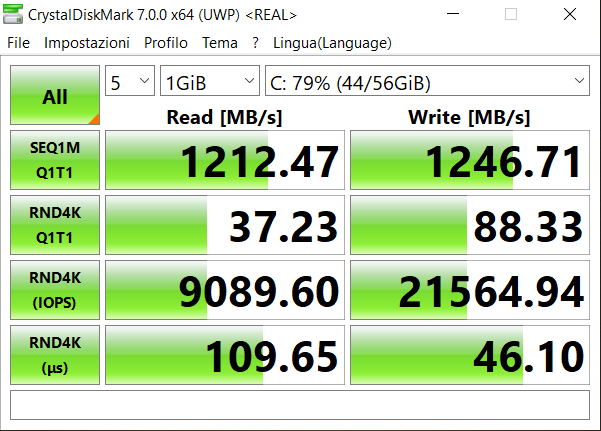 CrystalDiskMark 7.0.0 x64 (UWP) <REAL>
File Impostazioni Profilo Tema ? Lingua(Language)
All 5 1GiB C: 79% (44/56GiB)
Read [MB/s] Write [MB/s]
SEQ1M
Q1T1
1212.47 1246.71
RND4K
Q1T1
37.23 88.33
RND4K
(IOPS)
9089.60 21564.94
RND4K
(µs)
109.65 46.10